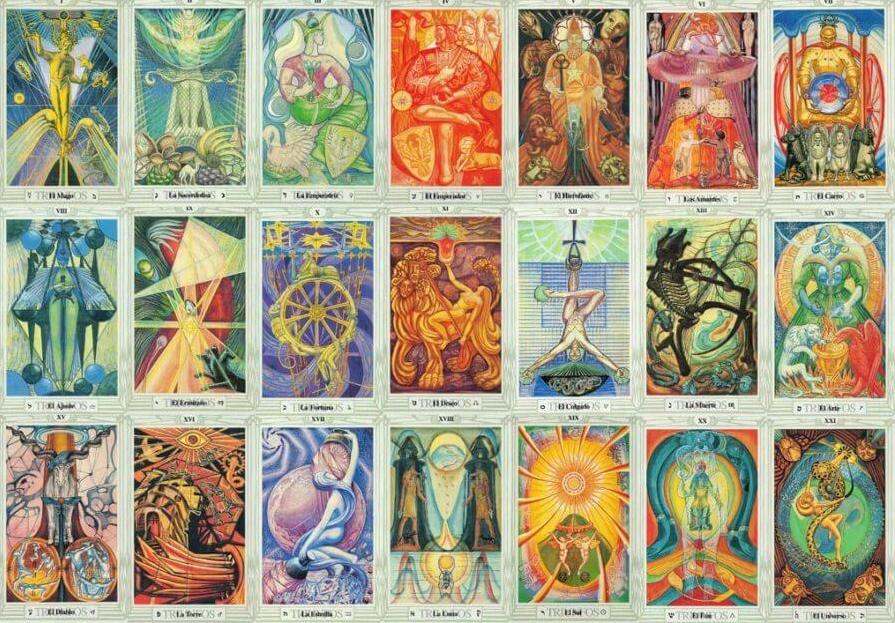 I II III IV V VI VII
El Mago La Sacerdotisa La Emperatriz El Emperador El Hierofante Los Amantes El Carro
VIII IX X XI XII XIII XIV
El Ajuste El Ermitaño La Fortuna El Deseo El Colgado La Muerte El Arte
XV XVI XVII XVIII XIX XX XXI
El Diablo La Torre La Estrella La Luna El Sol El Eón El Universo